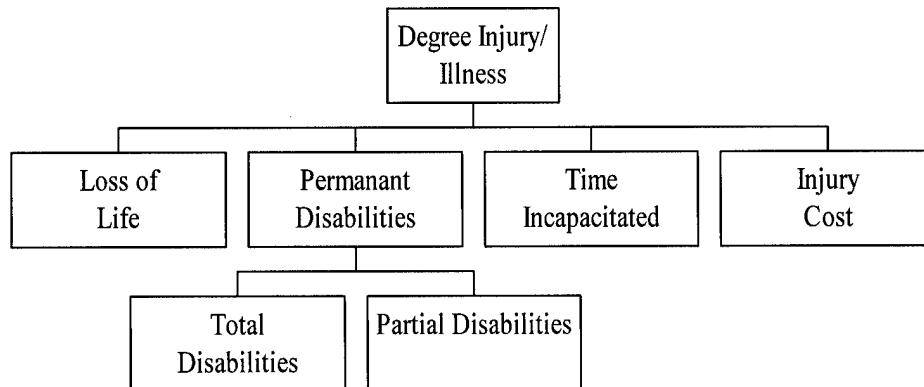 Degree Injury/
Illness
Loss of
Life
Permanant
Disabilities
Time
Incapacitated
Injury
Cost
Total
Disabilities
Partial Disabilities